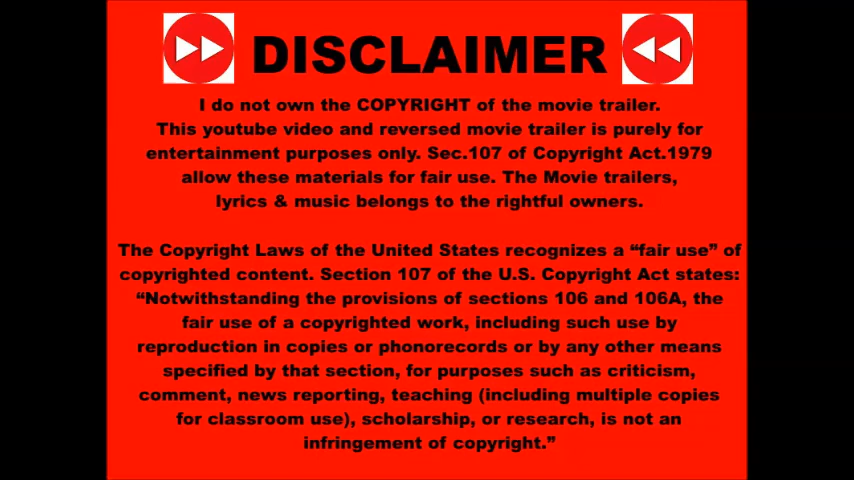 DISCLAIMER
I do not own the COPYRIGHT of the movie trailer.
This youtube video and reversed movie trailer is purely for
entertainment purposes only. Sec.107 of Copyright Act.1979
allow these materials for fair use. The Movie trailers,
lyrics & music belongs to the rightful owners.
The Copyright Laws of the United States recognizes a “fair use” of
copyrighted content. Section 107 of the U.S. Copyright Act states:
“Notwithstanding the provisions of sections 106 and 106A, the
fair use of a copyrighted work, including such use by
reproduction in copies or phonorecords or by any other means
specified by that section, for purposes such as criticism,
comment, news reporting, teaching (including multiple copies
for classroom use), scholarship, or research, is not an
infringement of copyright.”